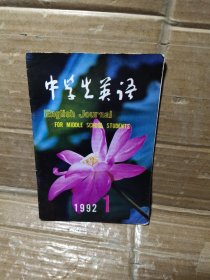 中学生英语
English Journal
FOR MIDDLE SCHOOL STUDENTS
1992 1